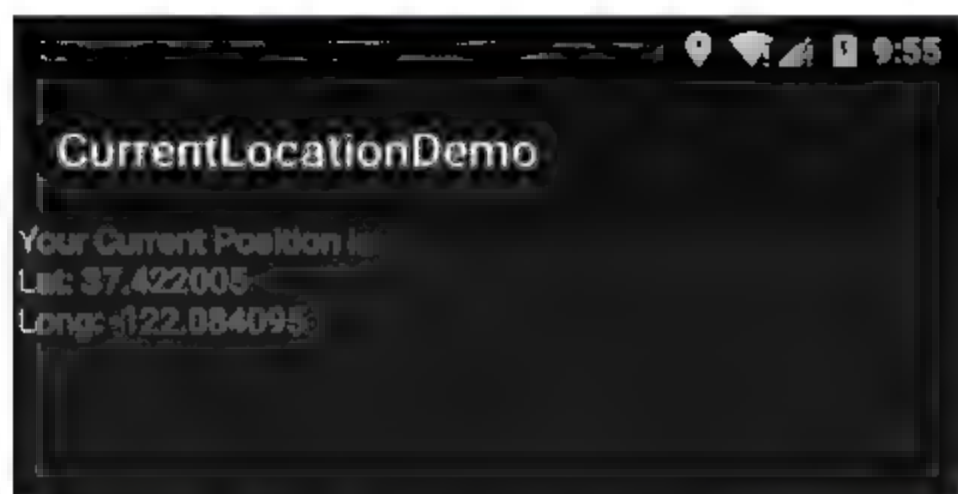 9:55
CurrentLocationDemo
Your Current Position is
Lat: 37.422005
Long: -122.084095